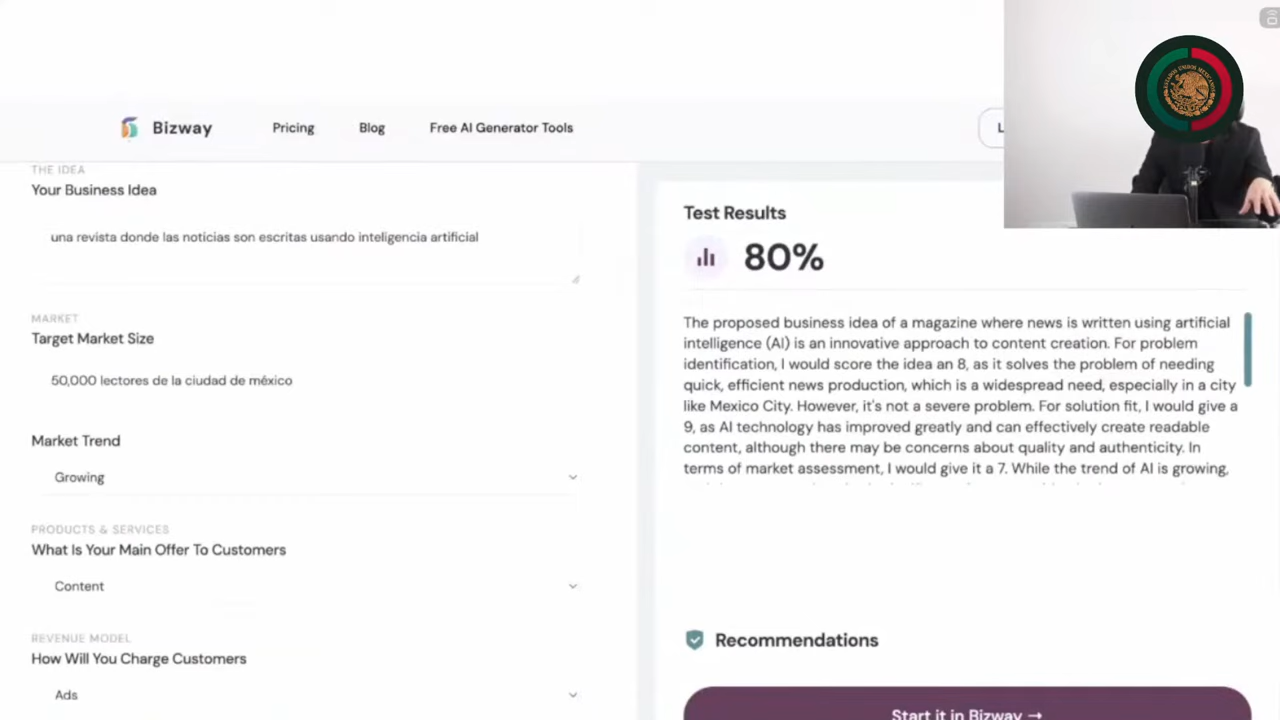 Bizway
Pricing
Blog
Free AI Generator Tools
L
THE IDEA
Your Business Idea
una revista donde las noticias son escritas usando inteligencia artificial
MARKET
Target Market Size
50,000 lectores de la ciudad de méxico
Market Trend
Growing
PRODUCTS & SERVICES
What Is Your Main Offer To Customers
Content
REVENUE MODEL
How Will You Charge Customers
Ads
Test Results
80%
The proposed business idea of a magazine where news is written using artificial
intelligence (AI) is an innovative approach to content creation. For problem
identification, I would score the idea an 8, as it solves the problem of needing
quick, efficient news production, which is a widespread need, especially in a city
like Mexico City. However, it's not a severe problem. For solution fit, I would give a
9, as AI technology has improved greatly and can effectively create readable
content, although there may be concerns about quality and authenticity. In
terms of market assessment, I would give it a 7. While the trend of AI is growing,
Recommendations
Start it in Bizway →
ESTADOS UNIDOS MEXICANOS